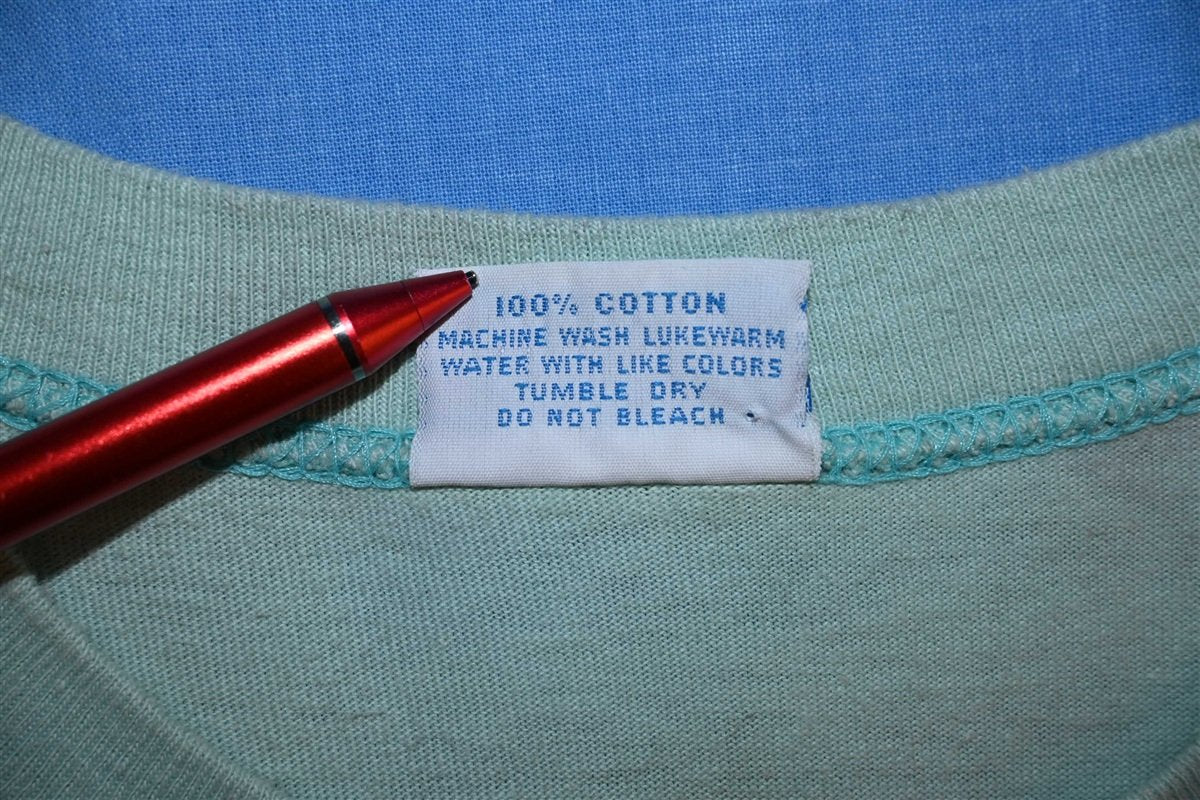 100% COTTON
MACHINE WASH LUKEWARM
WATER WITH LIKE COLORS
TUMBLE DRY
DO NOT BLEACH